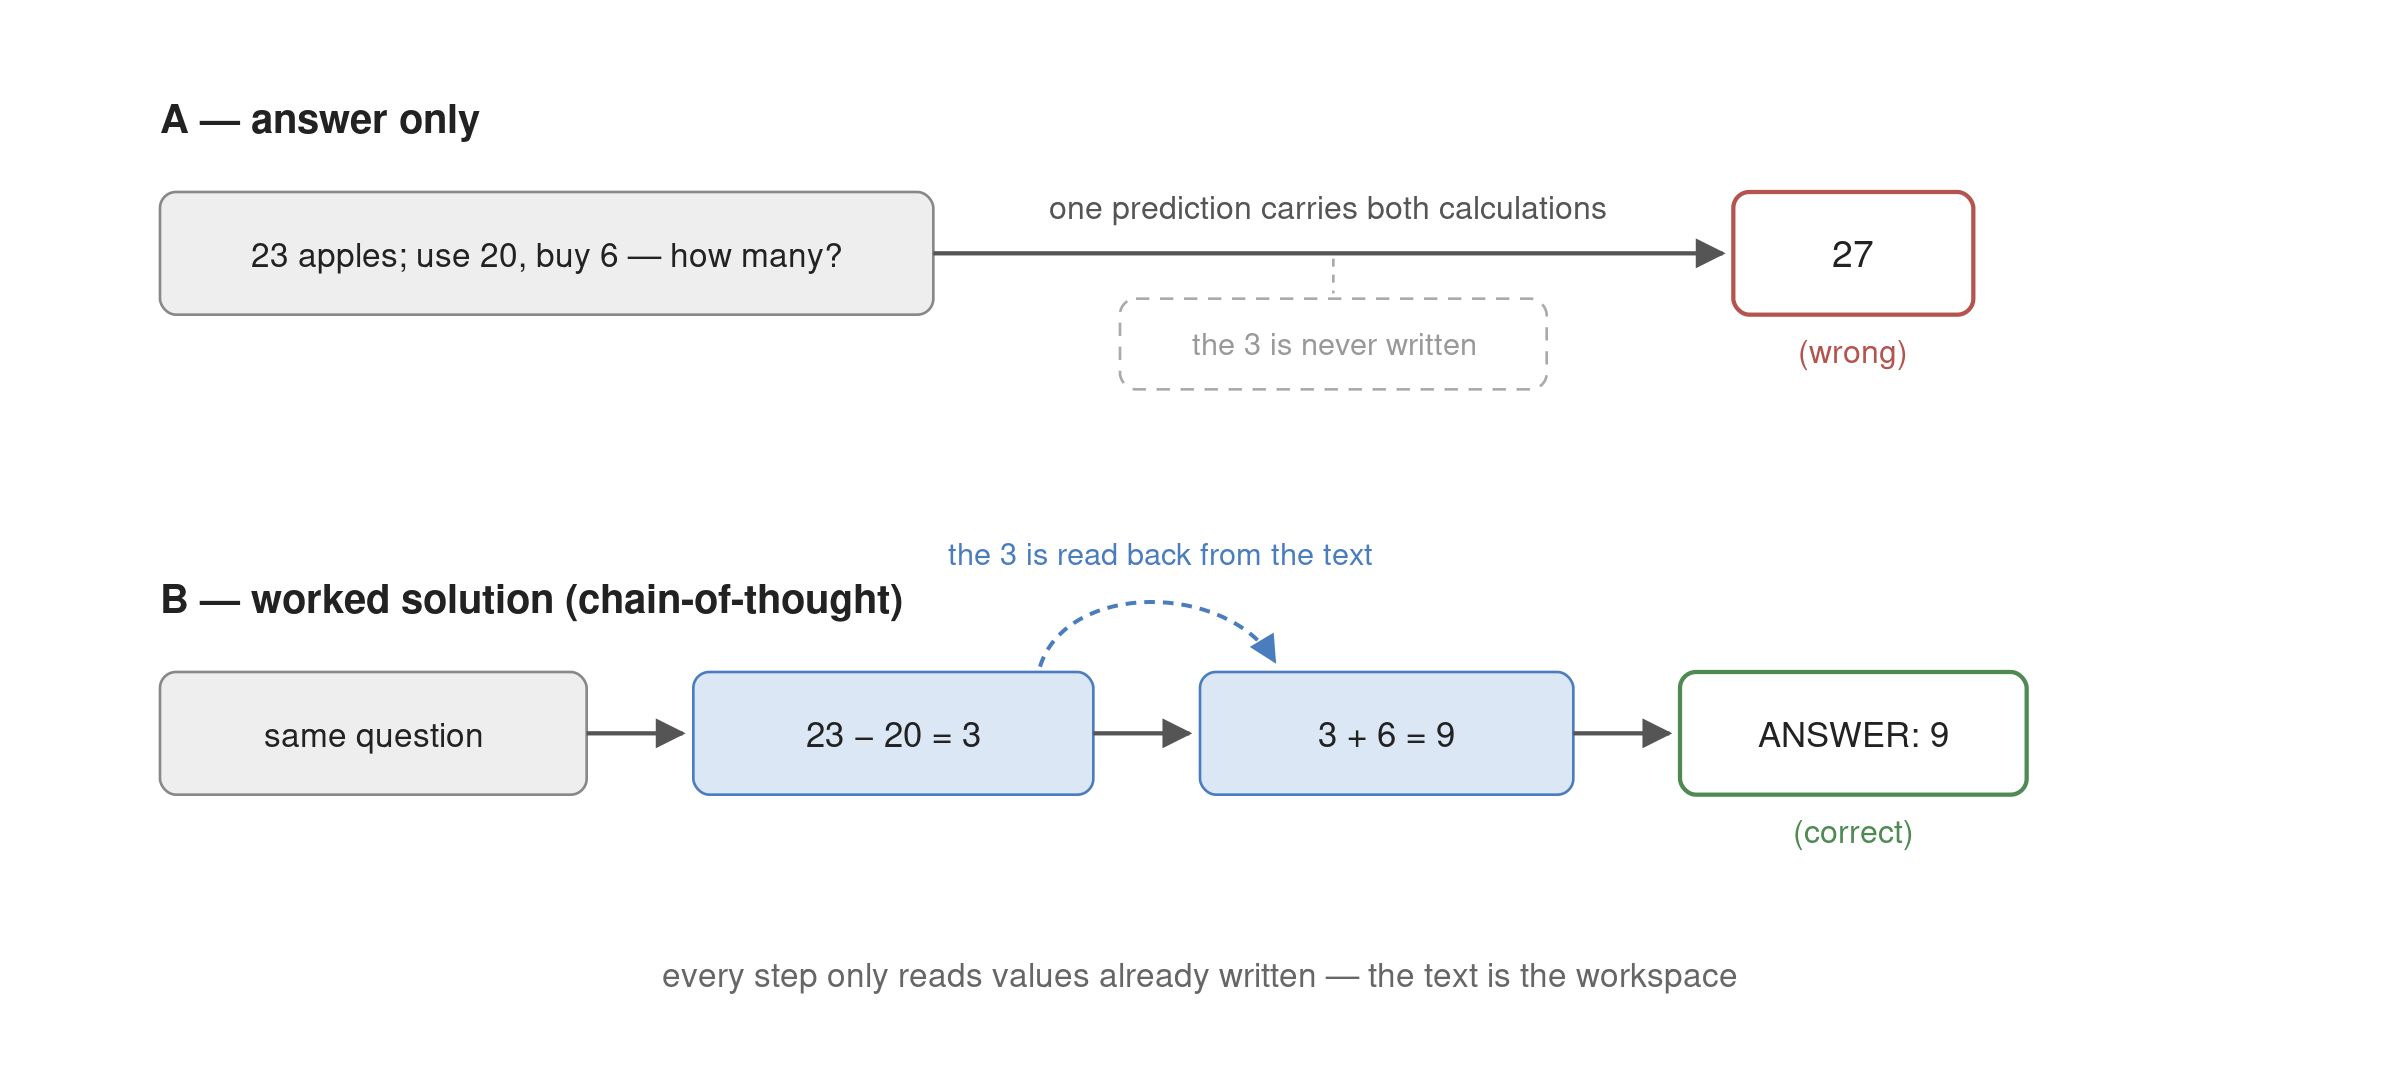 A — answer only
one prediction carries both calculations
23 apples; use 20, buy 6 — how many?
27
the 3 is never written
(wrong)
the 3 is read back from the text
B — worked solution (chain-of-thought)
same question
23 – 20 = 3
3 + 6 = 9
ANSWER: 9
(correct)
every step only reads values already written — the text is the workspace